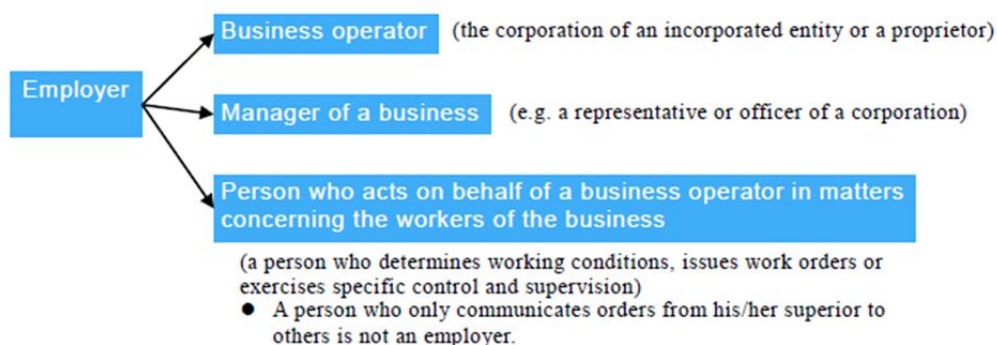 Business operator (the corporation of an incorporated entity or a proprietor)
Employer
Manager of a business (e.g. a representative or officer of a corporation)
Person who acts on behalf of a business operator in matters
concerning the workers of the business
(a person who determines working conditions, issues work orders or
exercises specific control and supervision)
● A person who only communicates orders from his/her superior to
others is not an employer.